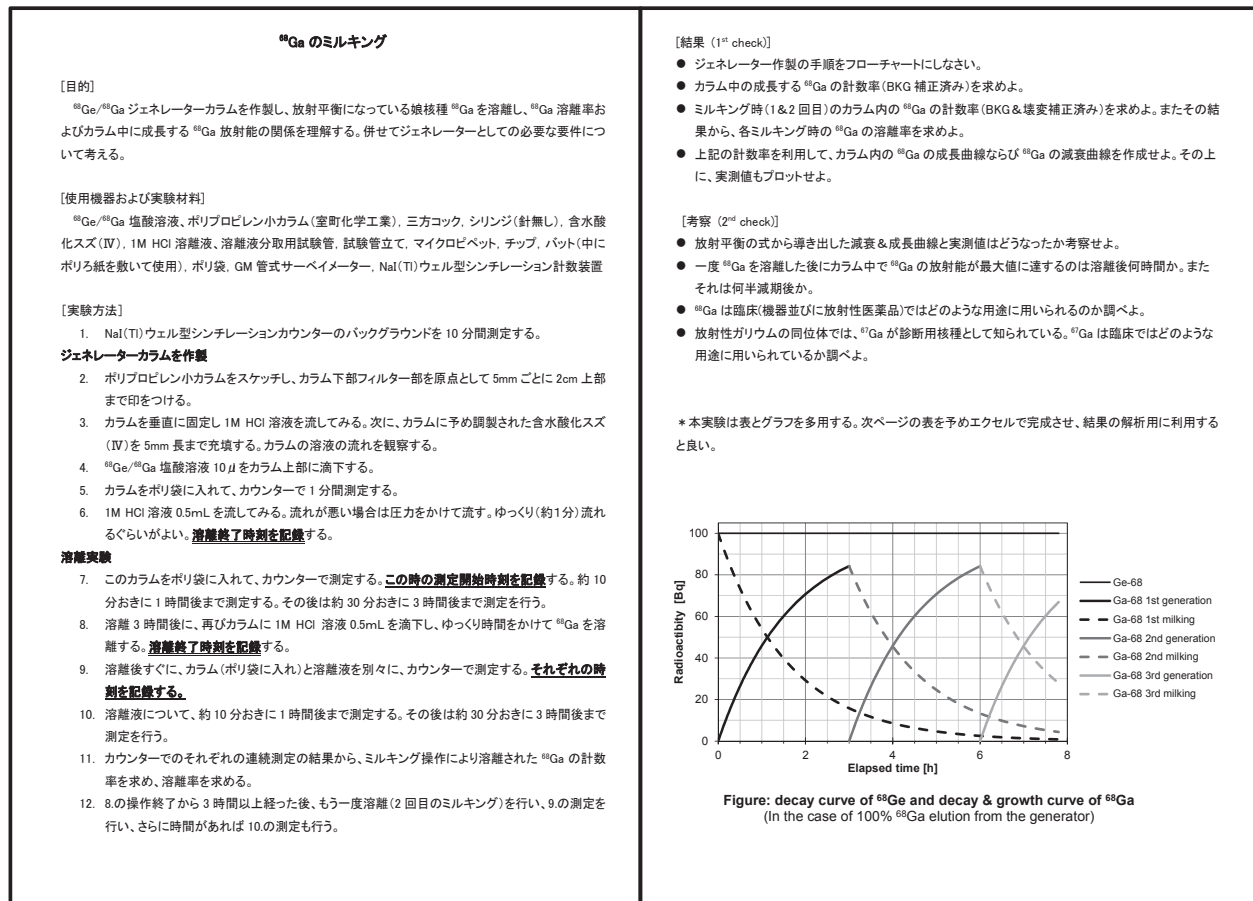 ⁶⁸Ga のミルキング
[目的]
⁶⁸Ge/⁶⁸Ga ジェネレーターカラムを作製し、放射平衡になっている娘核種 ⁶⁸Ga を溶離し、⁶⁸Ga 溶離率お
よびカラム中に成長する ⁶⁸Ga 放射能の関係を理解する。併せてジェネレーターとしての必要な要件につ
いて考える。
[使用機器および実験材料]
⁶⁸Ge/⁶⁸Ga 塩酸溶液、ポリプロピレン小カラム(室町化学工業), 三方コック, シリンジ(針無し), 含水酸
化スズ(Ⅳ), 1M HCl 溶離液、溶離液分取用試験管, 試験管立て, マイクロピペット, チップ, バット(中に
ポリろ紙を敷いて使用), ポリ袋, GM 管式サーベイメーター, NaI(Tl)ウェル型シンチレーション計数装置
[実験方法]
1. NaI(Tl)ウェル型シンチレーションカウンターのバックグラウンドを 10 分間測定する。
ジェネレーターカラムを作製
2. ポリプロピレン小カラムをスケッチし、カラム下部フィルター部を原点として 5mm ごとに 2cm 上部
まで印をつける。
3. カラムを垂直に固定し 1M HCl 溶液を流してみる。次に、カラムに予め調製された含水酸化スズ
(Ⅳ)を 5mm 長まで充填する。カラムの溶液の流れを観察する。
4. ⁶⁸Ge/⁶⁸Ga 塩酸溶液 10 μl をカラム上部に滴下する。
5. カラムをポリ袋に入れて、カウンターで 1 分間測定する。
6. 1M HCl 溶液 0.5mL を流してみる。流れが悪い場合は圧力をかけて流す。ゆっくり(約1分)流れ
るぐらいがよい。溶離終了時刻を記録する。
溶離実験
7. このカラムをポリ袋に入れて、カウンターで測定する。この時の測定開始時刻を記録する。約 10
分おきに 1 時間後まで測定する。その後は約 30 分おきに 3 時間後まで測定を行う。
8. 溶離 3 時間後に、再びカラムに 1M HCl 溶液 0.5mL を滴下し、ゆっくり時間をかけて ⁶⁸Ga を溶
離する。溶離終了時刻を記録する。
9. 溶離後すぐに、カラム(ポリ袋に入れ)と溶離液を別々に、カウンターで測定する。それぞれの時
刻を記録する。
10. 溶離液について、約 10 分おきに 1 時間後まで測定する。その後は約 30 分おきに 3 時間後まで
測定を行う。
11. カウンターでのそれぞれの連続測定の結果から、ミルキング操作により溶離された ⁶⁸Ga の計数
率を求め、溶離率を求める。
12. 8.の操作終了から 3 時間以上経った後、もう一度溶離(2 回目のミルキング)を行い、9.の測定を
行い、さらに時間があれば 10.の測定も行う。
[結果 (1ˢᵗ check)]
● ジェネレーター作製の手順をフローチャートにしなさい。
● カラム中の成長する ⁶⁸Ga の計数率(BKG 補正済み)を求めよ。
● ミルキング時(1&2 回目)のカラム内の ⁶⁸Ga の計数率(BKG&壊変補正済み)を求めよ。またその結
果から、各ミルキング時の ⁶⁸Ga の溶離率を求めよ。
● 上記の計数率を利用して、カラム内の ⁶⁸Ga の成長曲線ならび ⁶⁸Ga の減衰曲線を作成せよ。その上
に、実測値もプロットせよ。
[考察 (2ⁿᵈ check)]
● 放射平衡の式から導き出した減衰&成長曲線と実測値はどうなったか考察せよ。
● 一度 ⁶⁸Ga を溶離した後にカラム中で ⁶⁸Ga の放射能が最大値に達するのは溶離後何時間か。また
それは何半減期後か。
● ⁶⁸Ga は臨床(機器並びに放射性医薬品)ではどのような用途に用いられるのか調べよ。
● 放射性ガリウムの同位体では、⁶⁷Ga が診断用核種として知られている。⁶⁷Ga は臨床ではどのような
用途に用いられているか調べよ。
*本実験は表とグラフを多用する。次ページの表を予めエクセルで完成させ、結果の解析用に利用する
と良い。
100
80
60
40
20
0
Radioactibity [Bq]
0 2 4 6 8
Elapsed time [h]
Ge-68
Ga-68 1st generation
Ga-68 1st milking
Ga-68 2nd generation
Ga-68 2nd milking
Ga-68 3rd generation
Ga-68 3rd milking
Figure: decay curve of ⁶⁸Ge and decay & growth curve of ⁶⁸Ga
(In the case of 100% ⁶⁸Ga elution from the generator)